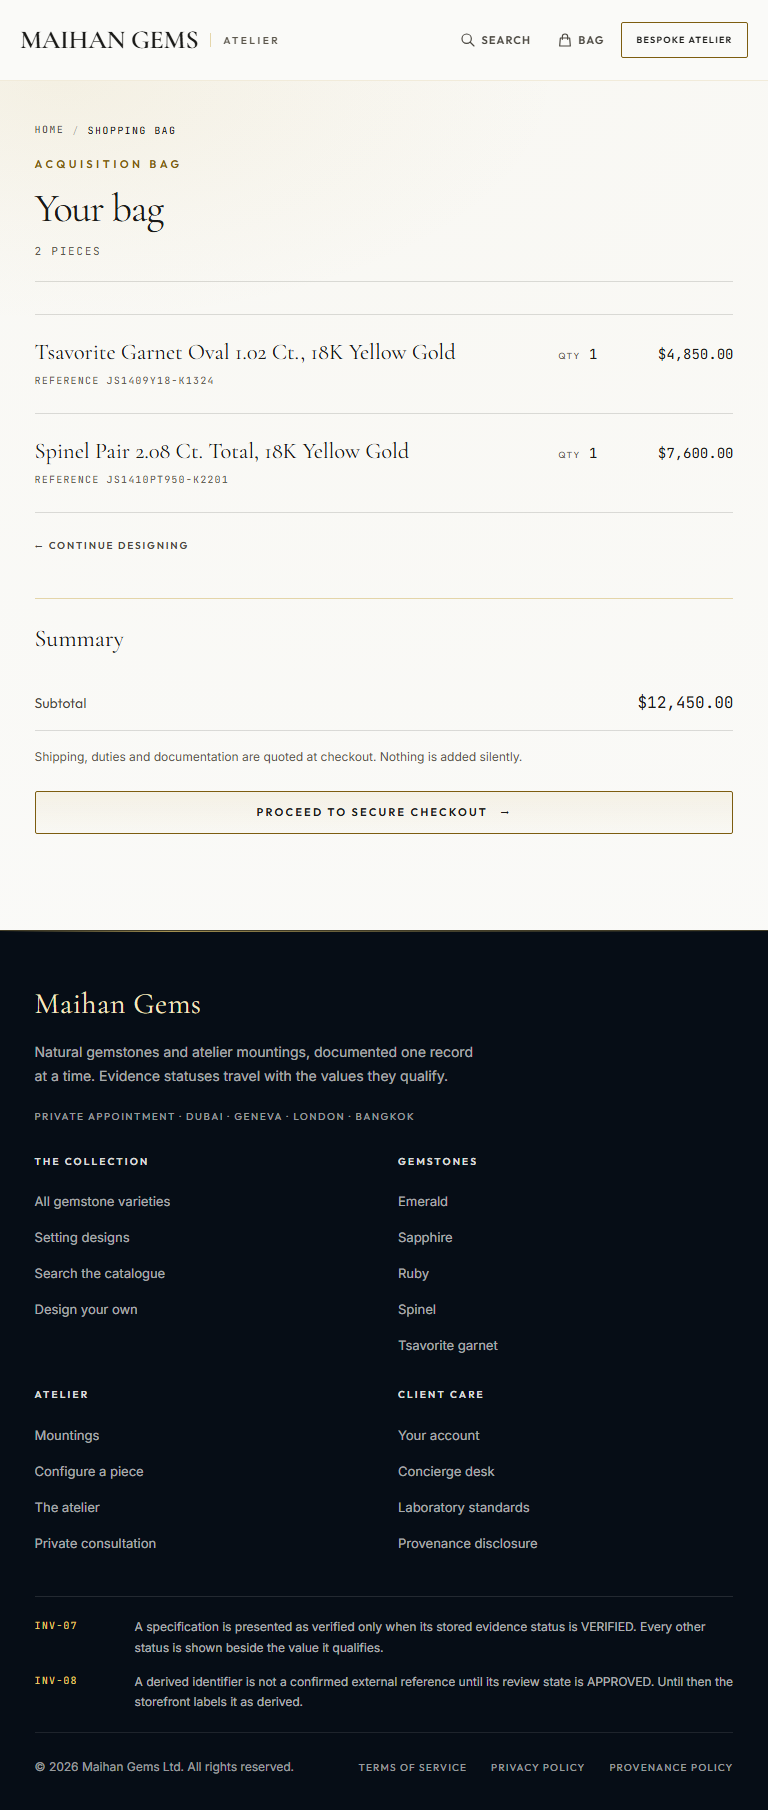 MAIHAN GEMS | ATELIER
SEARCH
BAG
BESPOKE ATELIER
HOME / SHOPPING BAG
ACQUISITION BAG
Your bag
2 PIECES
Tsavorite Garnet Oval 1.02 Ct., 18K Yellow Gold
QTY 1
$4,850.00
REFERENCE JS1409Y18-K1324
Spinel Pair 2.08 Ct. Total, 18K Yellow Gold
QTY 1
$7,600.00
REFERENCE JS1410PT950-K2201
← CONTINUE DESIGNING
Summary
Subtotal
$12,450.00
Shipping, duties and documentation are quoted at checkout. Nothing is added silently.
PROCEED TO SECURE CHECKOUT →
Maihan Gems
Natural gemstones and atelier mountings, documented one record
at a time. Evidence statuses travel with the values they qualify.
PRIVATE APPOINTMENT · DUBAI · GENEVA · LONDON · BANGKOK
THE COLLECTION
All gemstone varieties
Setting designs
Search the catalogue
Design your own
GEMSTONES
Emerald
Sapphire
Ruby
Spinel
Tsavorite garnet
ATELIER
Mountings
Configure a piece
The atelier
Private consultation
CLIENT CARE
Your account
Concierge desk
Laboratory standards
Provenance disclosure
INV-07
A specification is presented as verified only when its stored evidence status is VERIFIED. Every other
status is shown beside the value it qualifies.
INV-08
A derived identifier is not a confirmed external reference until its review state is APPROVED. Until then the
storefront labels it as derived.
© 2026 Maihan Gems Ltd. All rights reserved.
TERMS OF SERVICE
PRIVACY POLICY
PROVENANCE POLICY